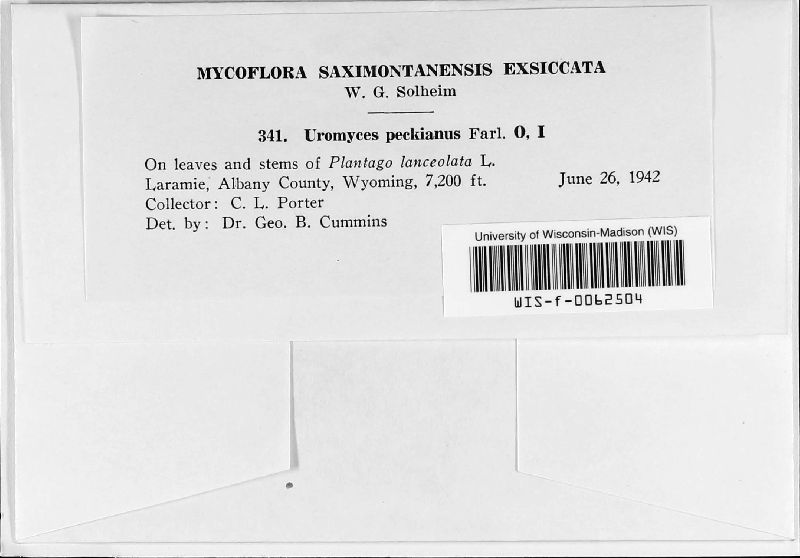 MYCOFLORA SAXIMONTANENSIS EXSICCATA
W. G. Solheim
341. Uromyces peckianus Farl. O, I
On leaves and stems of Plantago lanceolata L.
Laramie, Albany County, Wyoming, 7,200 ft. June 26, 1942
Collector: C. L. Porter
Det. by: Dr. Geo. B. Cummins
University of Wisconsin-Madison (WIS)
WIS-f-0062504